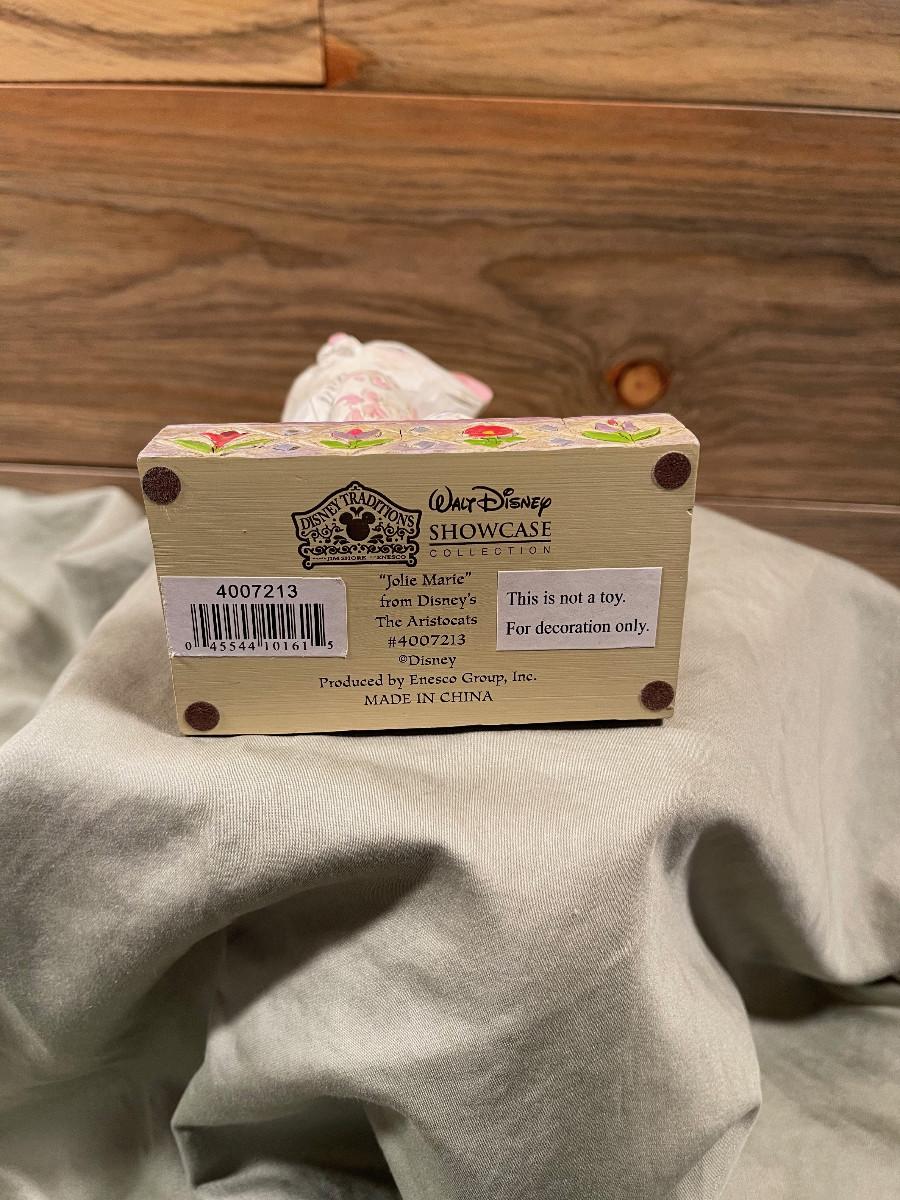 DISNEY TRADITIONS
JIM SHORE ENESCO
WALT DISNEY
SHOWCASE
COLLECTION
4007213
0 45544 10161 5
"Jolie Marie"
from Disney's
The Aristocats
#4007213
©Disney
Produced by Enesco Group, Inc.
MADE IN CHINA
This is not a toy.
For decoration only.